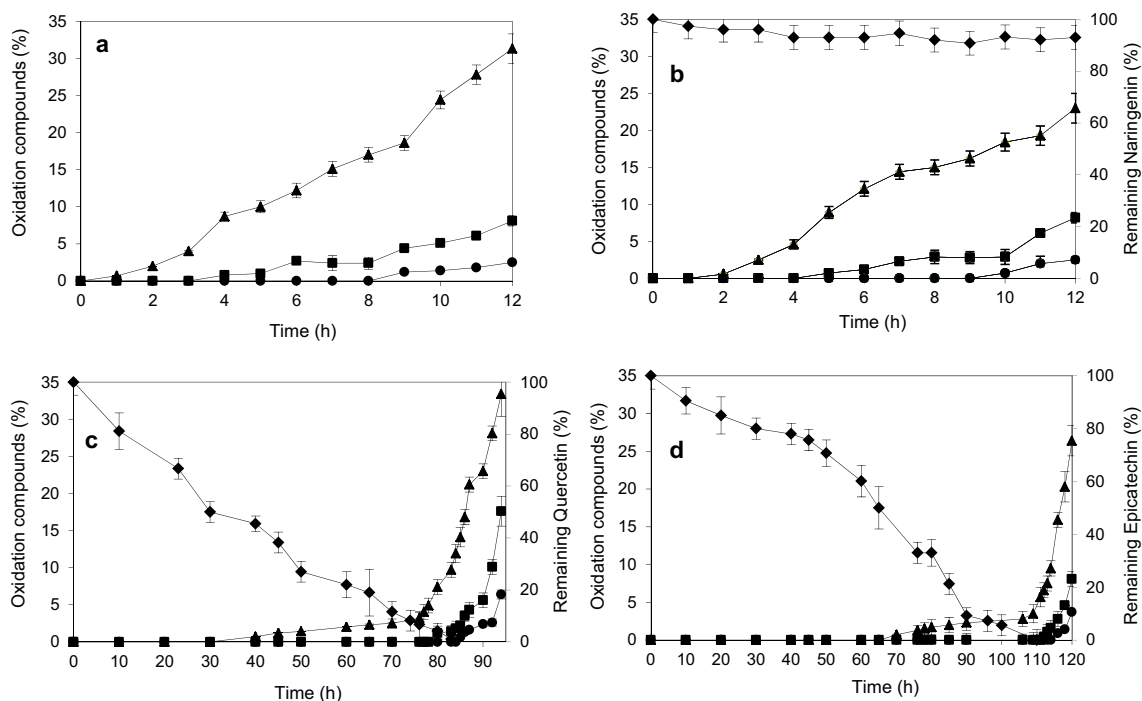 a
Oxidation compounds (%)
35
30
25
20
15
10
5
0
0 2 4 6 8 10 12
Time (h)
b
Oxidation compounds (%)
35
30
25
20
15
10
5
0
100
80
60
40
20
0
Remaining Naringenin (%)
0 2 4 6 8 10 12
Time (h)
c
Oxidation compounds (%)
35
30
25
20
15
10
5
0
100
80
60
40
20
0
Remaining Quercetin (%)
0 10 20 30 40 50 60 70 80 90
Time (h)
d
Oxidation compounds (%)
35
30
25
20
15
10
5
0
100
80
60
40
20
0
Remaining Epicatechin (%)
0 10 20 30 40 50 60 70 80 90 100 110 120
Time (h)